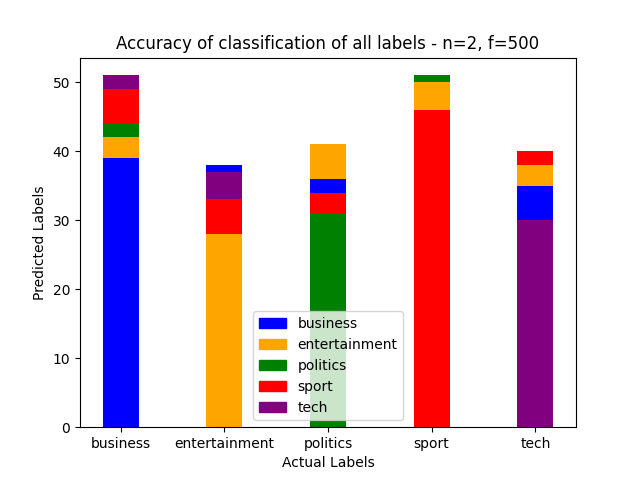 Accuracy of classification of all labels - n=2, f=500
Predicted Labels
50
40
30
20
10
0
business
entertainment
politics
sport
tech
business
entertainment
politics
sport
tech
Actual Labels